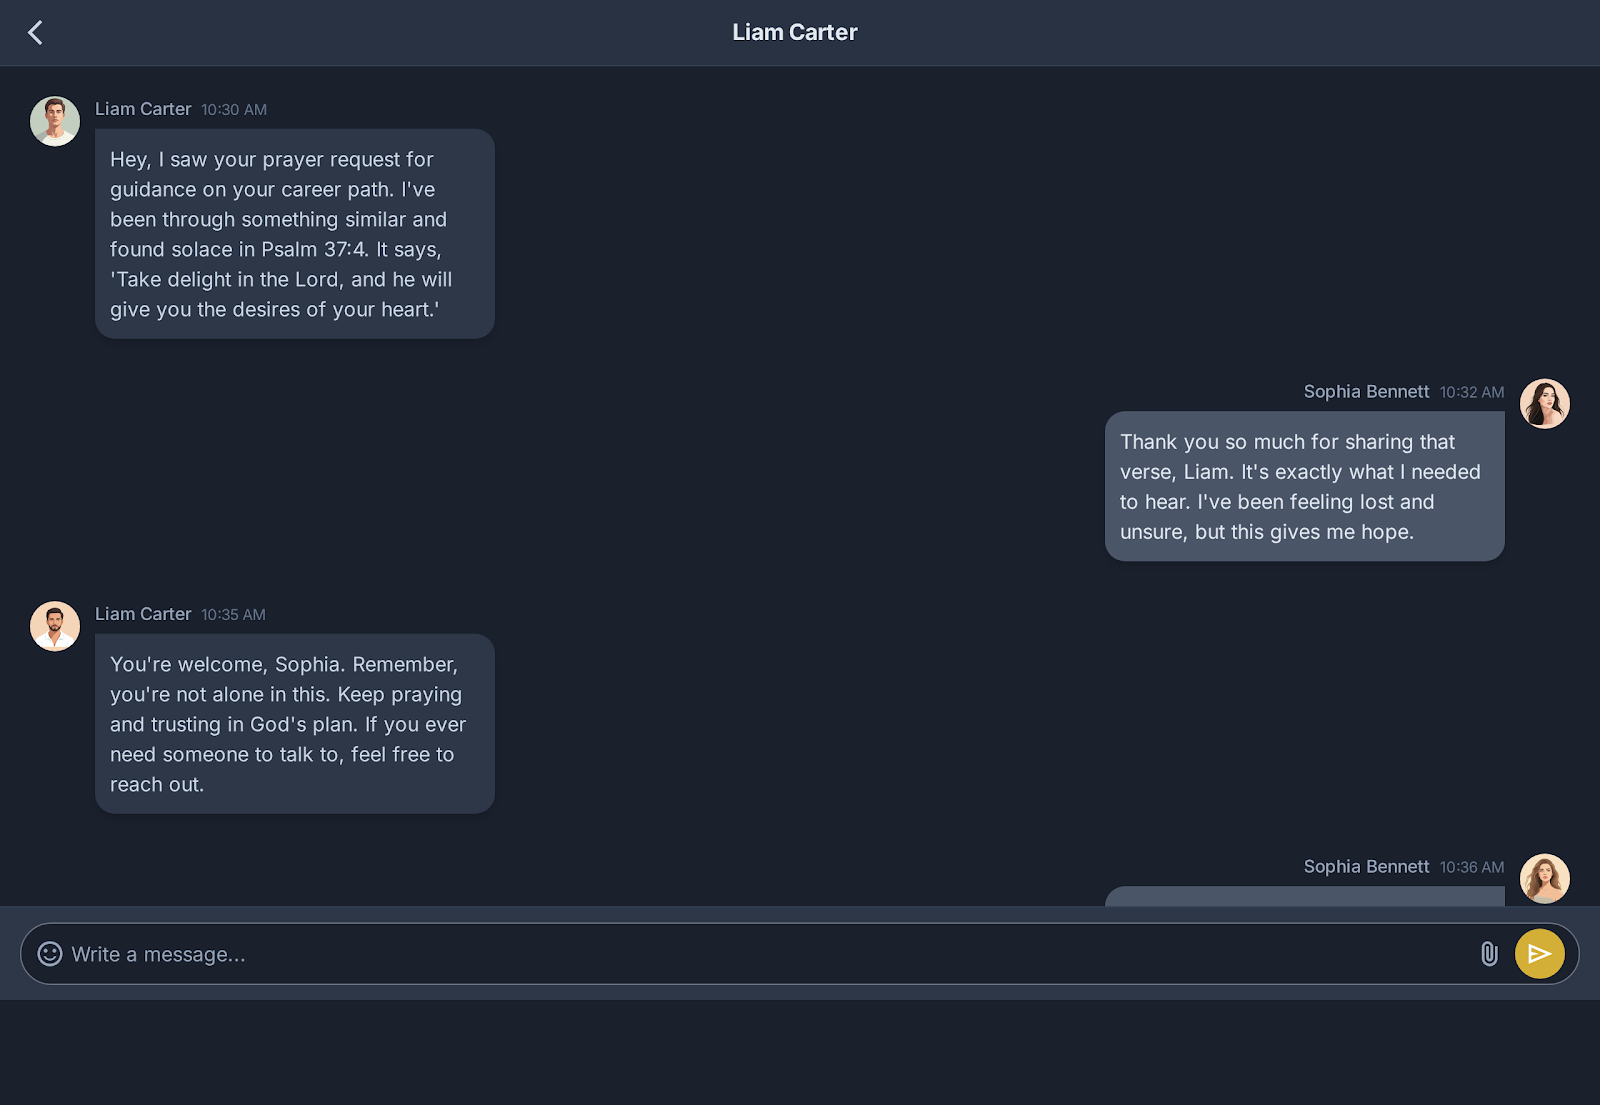 Liam Carter
Liam Carter 10:30 AM
Hey, I saw your prayer request for
guidance on your career path. I've
been through something similar and
found solace in Psalm 37:4. It says,
'Take delight in the Lord, and he will
give you the desires of your heart.'
Sophia Bennett 10:32 AM
Thank you so much for sharing that
verse, Liam. It's exactly what I needed
to hear. I've been feeling lost and
unsure, but this gives me hope.
Liam Carter 10:35 AM
You're welcome, Sophia. Remember,
you're not alone in this. Keep praying
and trusting in God's plan. If you ever
need someone to talk to, feel free to
reach out.
Sophia Bennett 10:36 AM
Write a message...